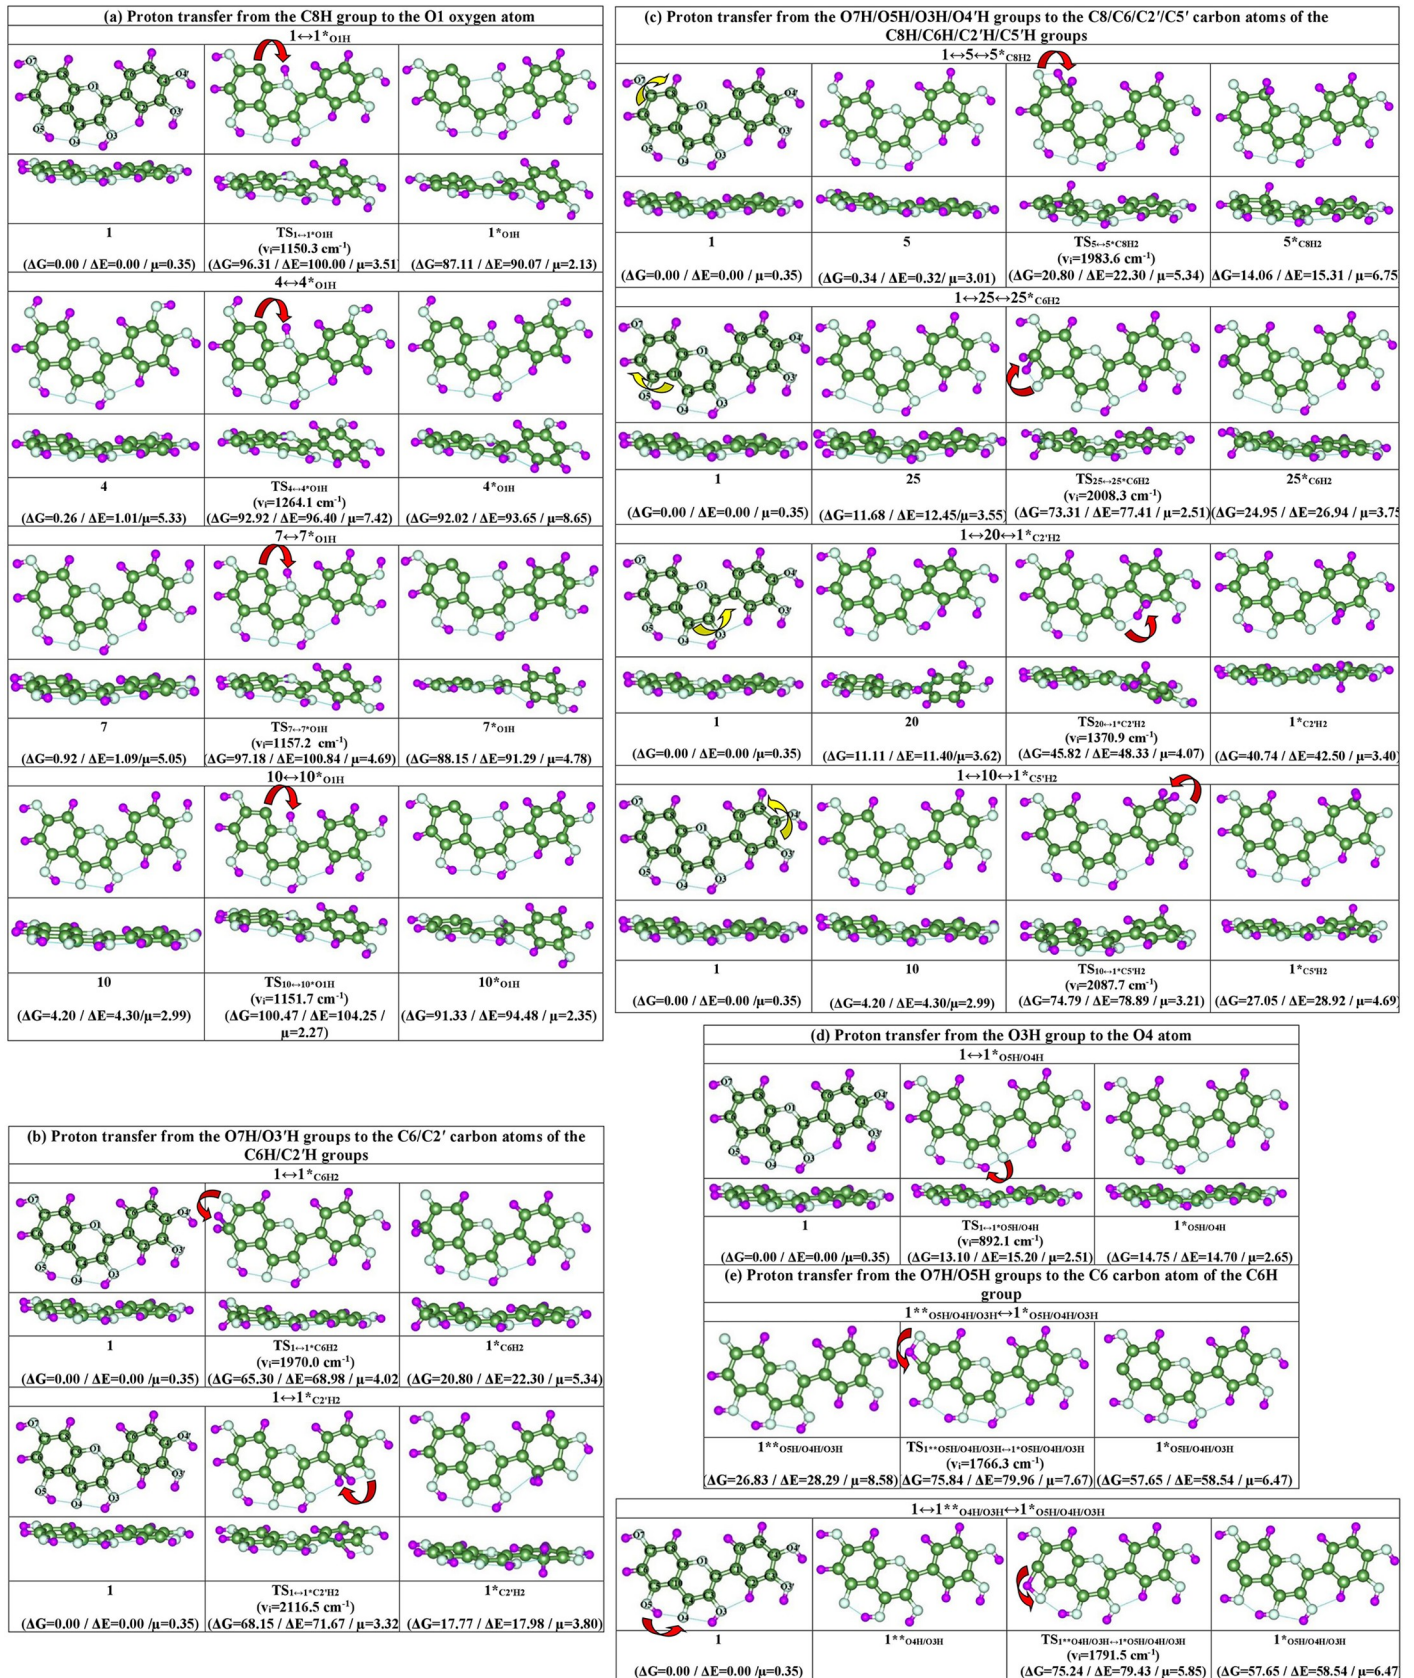 (a) Proton transfer from the C8H group to the O1 oxygen atom
1↔1*O1H
1
TS1↔1*O1H
(νi=1150.3 cm-1)
1*O1H
(ΔG=0.00 / ΔE=0.00 / μ=0.35)
(ΔG=96.31 / ΔE=100.00 / μ=3.51)
(ΔG=87.11 / ΔE=90.07 / μ=2.13)
4↔4*O1H
4
TS4↔4*O1H
(νi=1264.1 cm-1)
4*O1H
(ΔG=0.26 / ΔE=1.01/μ=5.33)
(ΔG=92.92 / ΔE=96.40 / μ=7.42)
(ΔG=92.02 / ΔE=93.65 / μ=8.65)
7↔7*O1H
7
TS7↔7*O1H
(νi=1157.2 cm-1)
7*O1H
(ΔG=0.92 / ΔE=1.09/μ=5.05)
(ΔG=97.18 / ΔE=100.84 / μ=4.69)
(ΔG=88.15 / ΔE=91.29 / μ=4.78)
10↔10*O1H
10
TS10↔10*O1H
(νi=1151.7 cm-1)
10*O1H
(ΔG=4.20 / ΔE=4.30/μ=2.99)
(ΔG=100.47 / ΔE=104.25 /
μ=2.27)
(ΔG=91.33 / ΔE=94.48 / μ=2.35)
(b) Proton transfer from the O7H/O3′H groups to the C6/C2′ carbon atoms of the
C6H/C2′H groups
1↔1*C6H2
1
TS1↔1*C6H2
(νi=1970.0 cm-1)
1*C6H2
(ΔG=0.00 / ΔE=0.00 /μ=0.35)
(ΔG=65.30 / ΔE=68.98 / μ=4.02
(ΔG=20.80 / ΔE=22.30 / μ=5.34)
1↔1*C2′H2
1
TS1↔1*C2′H2
(νi=2116.5 cm-1)
1*C2′H2
(ΔG=0.00 / ΔE=0.00 /μ=0.35)
(ΔG=68.15 / ΔE=71.67 / μ=3.32
(ΔG=17.77 / ΔE=17.98 / μ=3.80)
(c) Proton transfer from the O7H/O5H/O3H/O4′H groups to the C8/C6/C2′/C5′ carbon atoms of the
C8H/C6H/C2′H/C5′H groups
1↔5↔5*C8H2
1
5
TS5↔5*C8H2
(νi=1983.6 cm-1)
5*C8H2
(ΔG=0.00 / ΔE=0.00 / μ=0.35)
(ΔG=0.34 / ΔE=0.32/ μ=3.01)
(ΔG=20.80 / ΔE=22.30 / μ=5.34)
ΔG=14.06 / ΔE=15.31 / μ=6.75
1↔25↔25*C6H2
1
25
TS25↔25*C6H2
(νi=2008.3 cm-1)
25*C6H2
(ΔG=0.00 / ΔE=0.00 / μ=0.35)
(ΔG=11.68 / ΔE=12.45/μ=3.55)
(ΔG=73.31 / ΔE=77.41 / μ=2.51)
(ΔG=24.95 / ΔE=26.94 / μ=3.75
1↔20↔1*C2′H2
1
20
TS20↔1*C2′H2
(νi=1370.9 cm-1)
1*C2′H2
(ΔG=0.00 / ΔE=0.00 /μ=0.35)
(ΔG=11.11 / ΔE=11.40/μ=3.62)
(ΔG=45.82 / ΔE=48.33 / μ=4.07)
(ΔG=40.74 / ΔE=42.50 / μ=3.40)
1↔10↔1*C5′H2
1
10
TS10↔1*C5′H2
(νi=2087.7 cm-1)
1*C5′H2
(ΔG=0.00 / ΔE=0.00 /μ=0.35)
(ΔG=4.20 / ΔE=4.30 / μ=2.99)
(ΔG=74.79 / ΔE=78.89 / μ=3.21)
(ΔG=27.05 / ΔE=28.92 / μ=4.69)
(d) Proton transfer from the O3H group to the O4 atom
1↔1*O5H/O4H
1
TS1↔1*O5H/O4H
(νi=892.1 cm-1)
1*O5H/O4H
(ΔG=0.00 / ΔE=0.00 /μ=0.35)
(ΔG=13.10 / ΔE=15.20 / μ=2.51)
(ΔG=14.75 / ΔE=14.70 / μ=2.65)
(e) Proton transfer from the O7H/O5H groups to the C6 carbon atom of the C6H
group
1**O5H/O4H/O3H↔1*O5H/O4H/O3H
1**O5H/O4H/O3H
TS1**O5H/O4H/O3H↔1*O5H/O4H/O3H
(νi=1766.3 cm-1)
1*O5H/O4H/O3H
(ΔG=26.83 / ΔE=28.29 / μ=8.58)
ΔG=75.84 / ΔE=79.96 / μ=7.67)
(ΔG=57.65 / ΔE=58.54 / μ=6.47)
1↔1**O4H/O3H↔1*O5H/O4H/O3H
1
1**O4H/O3H
TS1**O4H/O3H↔1*O5H/O4H/O3H
(νi=1791.5 cm-1)
1*O5H/O4H/O3H
(ΔG=0.00 / ΔE=0.00 /μ=0.35)
(ΔG=75.24 / ΔE=79.43 / μ=5.85)
(ΔG=57.65 / ΔE=58.54 / μ=6.47